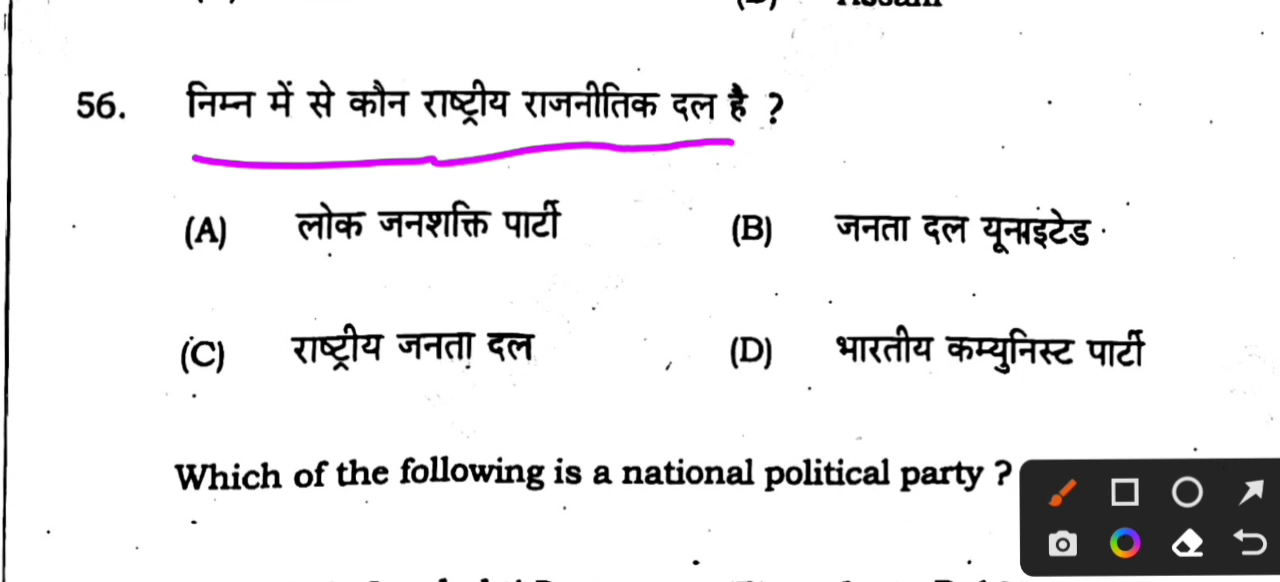 56. निम्न में से कौन राष्ट्रीय राजनीतिक दल है ?
(A) लोक जनशक्ति पार्टी (B) जनता दल यूनाइटेड
(C) राष्ट्रीय जनता दल (D) भारतीय कम्युनिस्ट पार्टी
Which of the following is a national political party ?